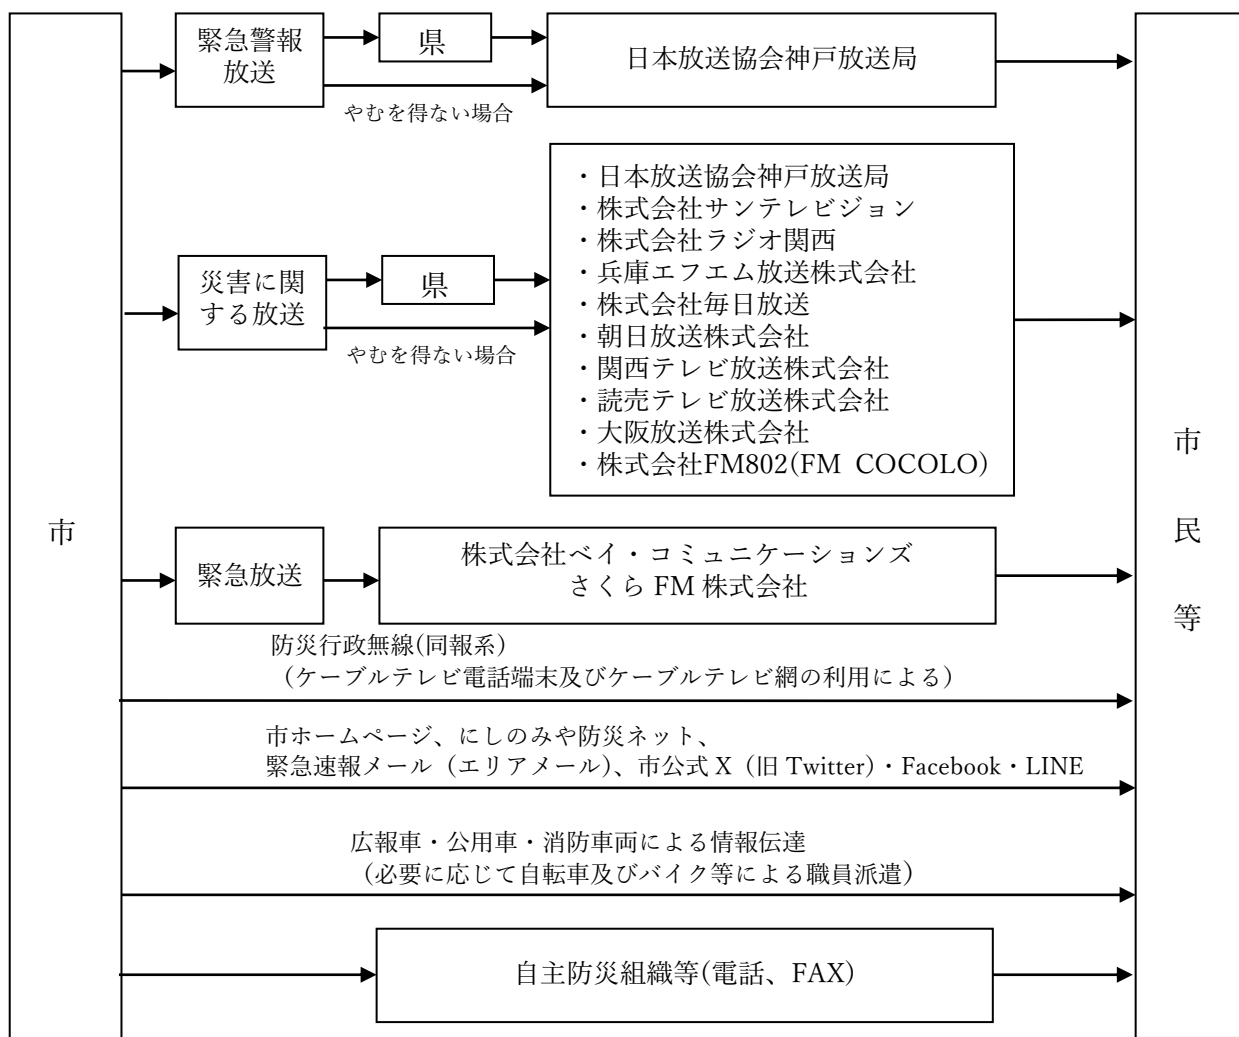 市
緊急警報
放送
県
やむを得ない場合
日本放送協会神戸放送局
災害に関
する放送
県
やむを得ない場合
・日本放送協会神戸放送局
・株式会社サンテレビジョン
・株式会社ラジオ関西
・兵庫エフエム放送株式会社
・株式会社毎日放送
・朝日放送株式会社
・関西テレビ放送株式会社
・読売テレビ放送株式会社
・大阪放送株式会社
・株式会社FM802(FM COCOLO)
緊急放送
株式会社ベイ・コミュニケーションズ
さくら FM 株式会社
防災行政無線(同報系)
（ケーブルテレビ電話端末及びケーブルテレビ網の利用による）
市ホームページ、にしのみや防災ネット、
緊急速報メール（エリアメール）、市公式 X（旧 Twitter）・Facebook・LINE
広報車・公用車・消防車両による情報伝達
（必要に応じて自転車及びバイク等による職員派遣）
自主防災組織等(電話、FAX)
市
民
等